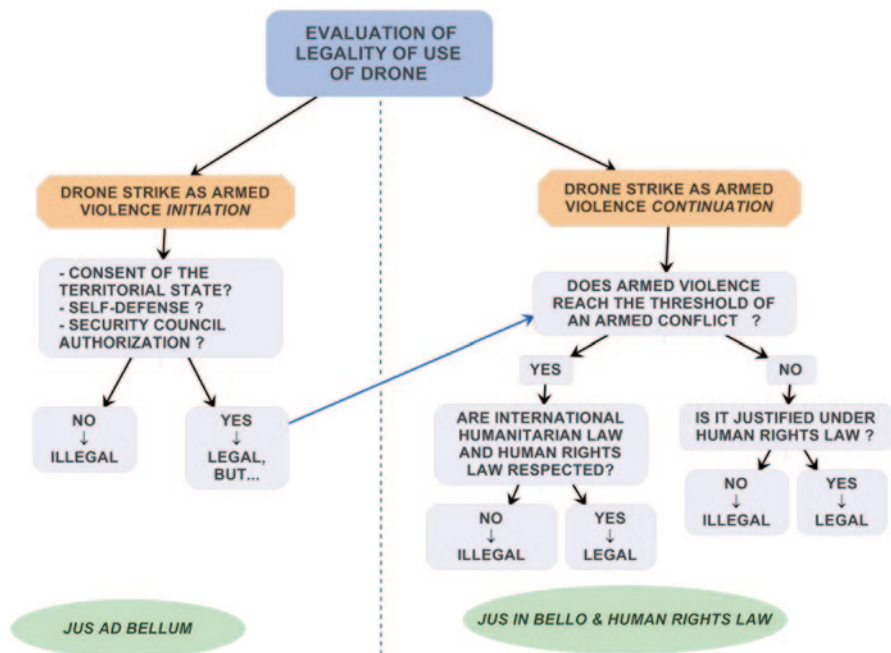 EVALUATION OF
LEGALITY OF USE
OF DRONE
DRONE STRIKE AS ARMED
VIOLENCE INITIATION
- CONSENT OF THE
TERRITORIAL STATE?
- SELF-DEFENSE ?
- SECURITY COUNCIL
AUTHORIZATION ?
NO
↓
ILLEGAL
YES
↓
LEGAL,
BUT...
JUS AD BELLUM
DRONE STRIKE AS ARMED
VIOLENCE CONTINUATION
DOES ARMED VIOLENCE
REACH THE THRESHOLD OF
AN ARMED CONFLICT ?
YES
ARE INTERNATIONAL
HUMANITARIAN LAW
AND HUMAN RIGHTS
LAW RESPECTED?
NO
↓
ILLEGAL
YES
↓
LEGAL
NO
IS IT JUSTIFIED UNDER
HUMAN RIGHTS LAW ?
NO
↓
ILLEGAL
YES
↓
LEGAL
JUS IN BELLO & HUMAN RIGHTS LAW